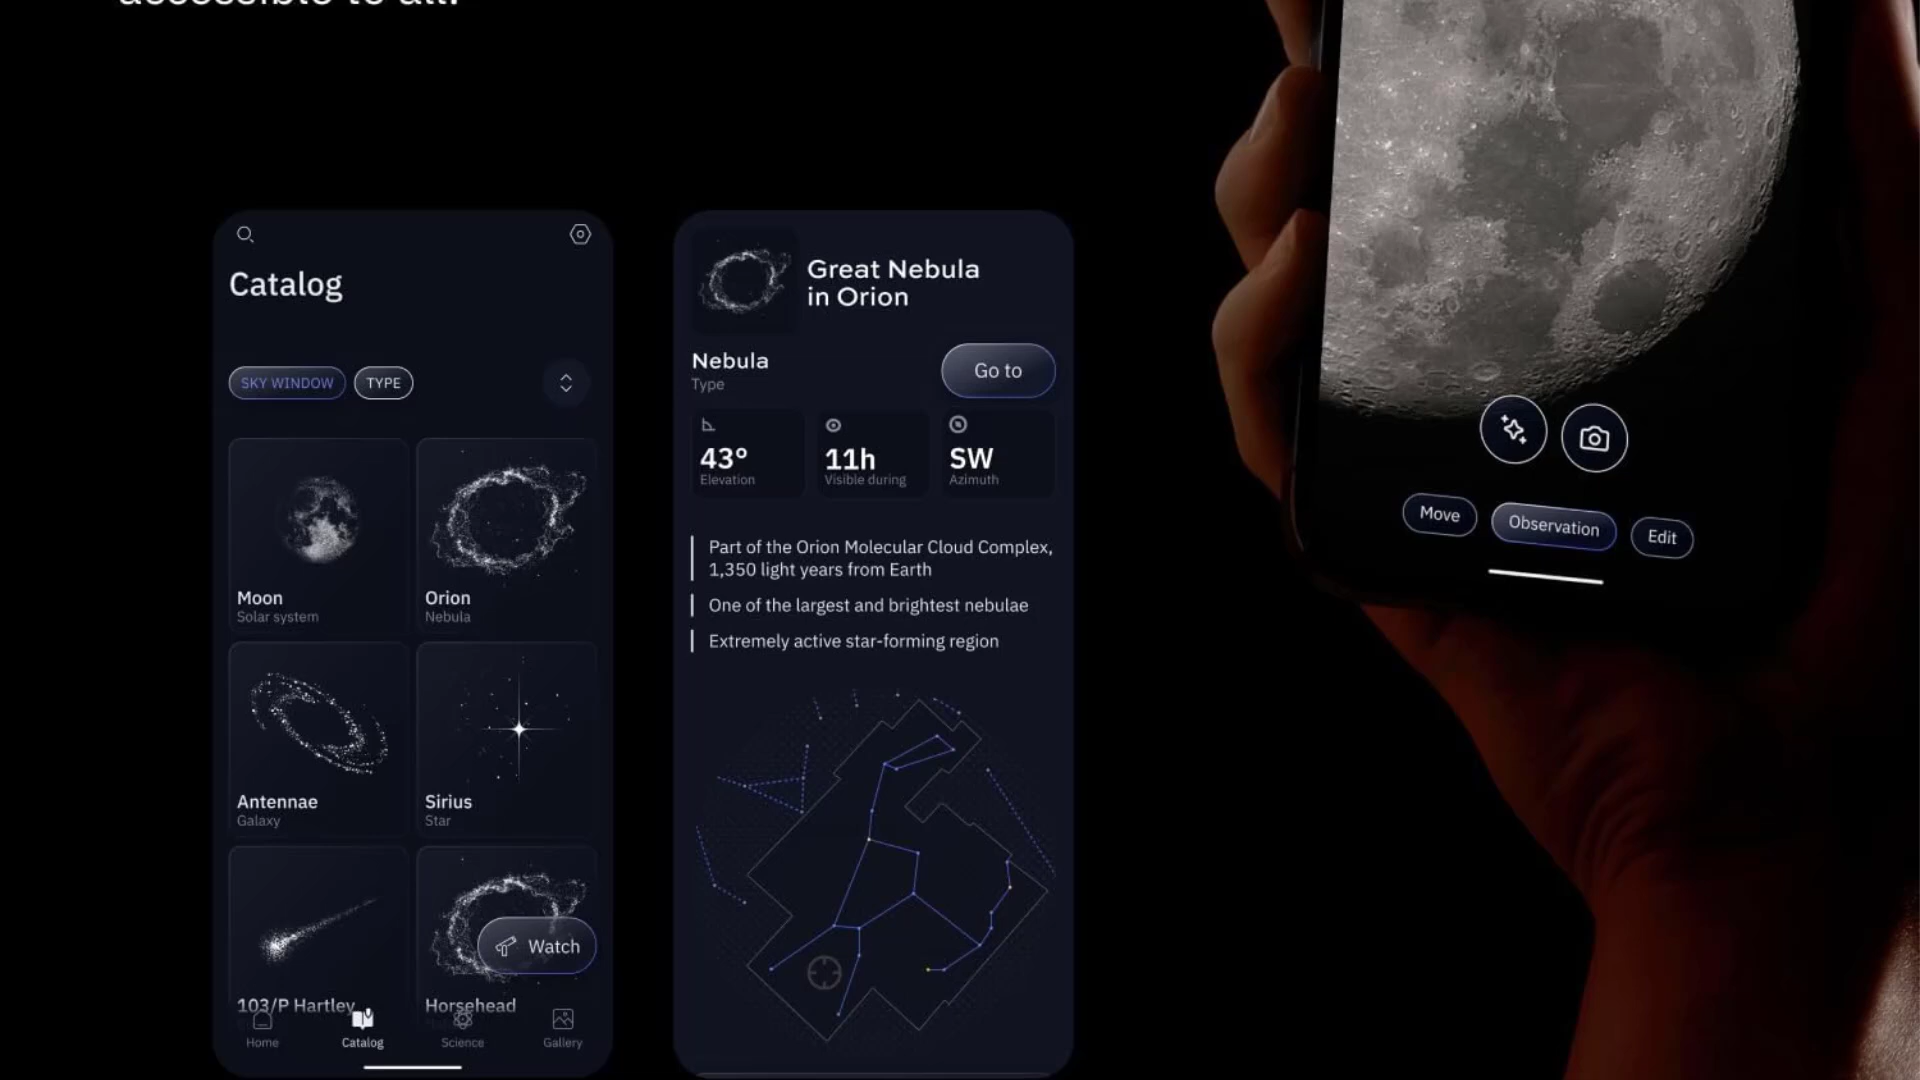 accessible to all.
Catalog
SKY WINDOW
TYPE
Moon
Solar system
Orion
Nebula
Antennae
Galaxy
Sirius
Star
103/P Hartley
Horsehead
Watch
Home
Catalog
Science
Gallery
Great Nebula
in Orion
Nebula
Type
Go to
43°
Elevation
11h
Visible during
SW
Azimuth
Part of the Orion Molecular Cloud Complex,
1,350 light years from Earth
One of the largest and brightest nebulae
Extremely active star-forming region
Move
Observation
Edit